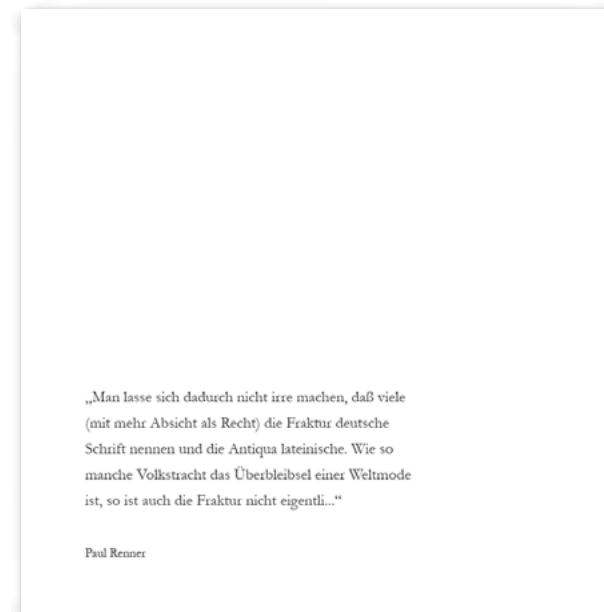 „Man lasse sich dadurch nicht irre machen, daß viele
(mit mehr Absicht als Recht) die Fraktur deutsche
Schrift nennen und die Antiqua lateinische. Wie so
manche Volkstracht das Überbleibsel einer Weltmode
ist, so ist auch die Fraktur nicht eigentli...“
Paul Renner